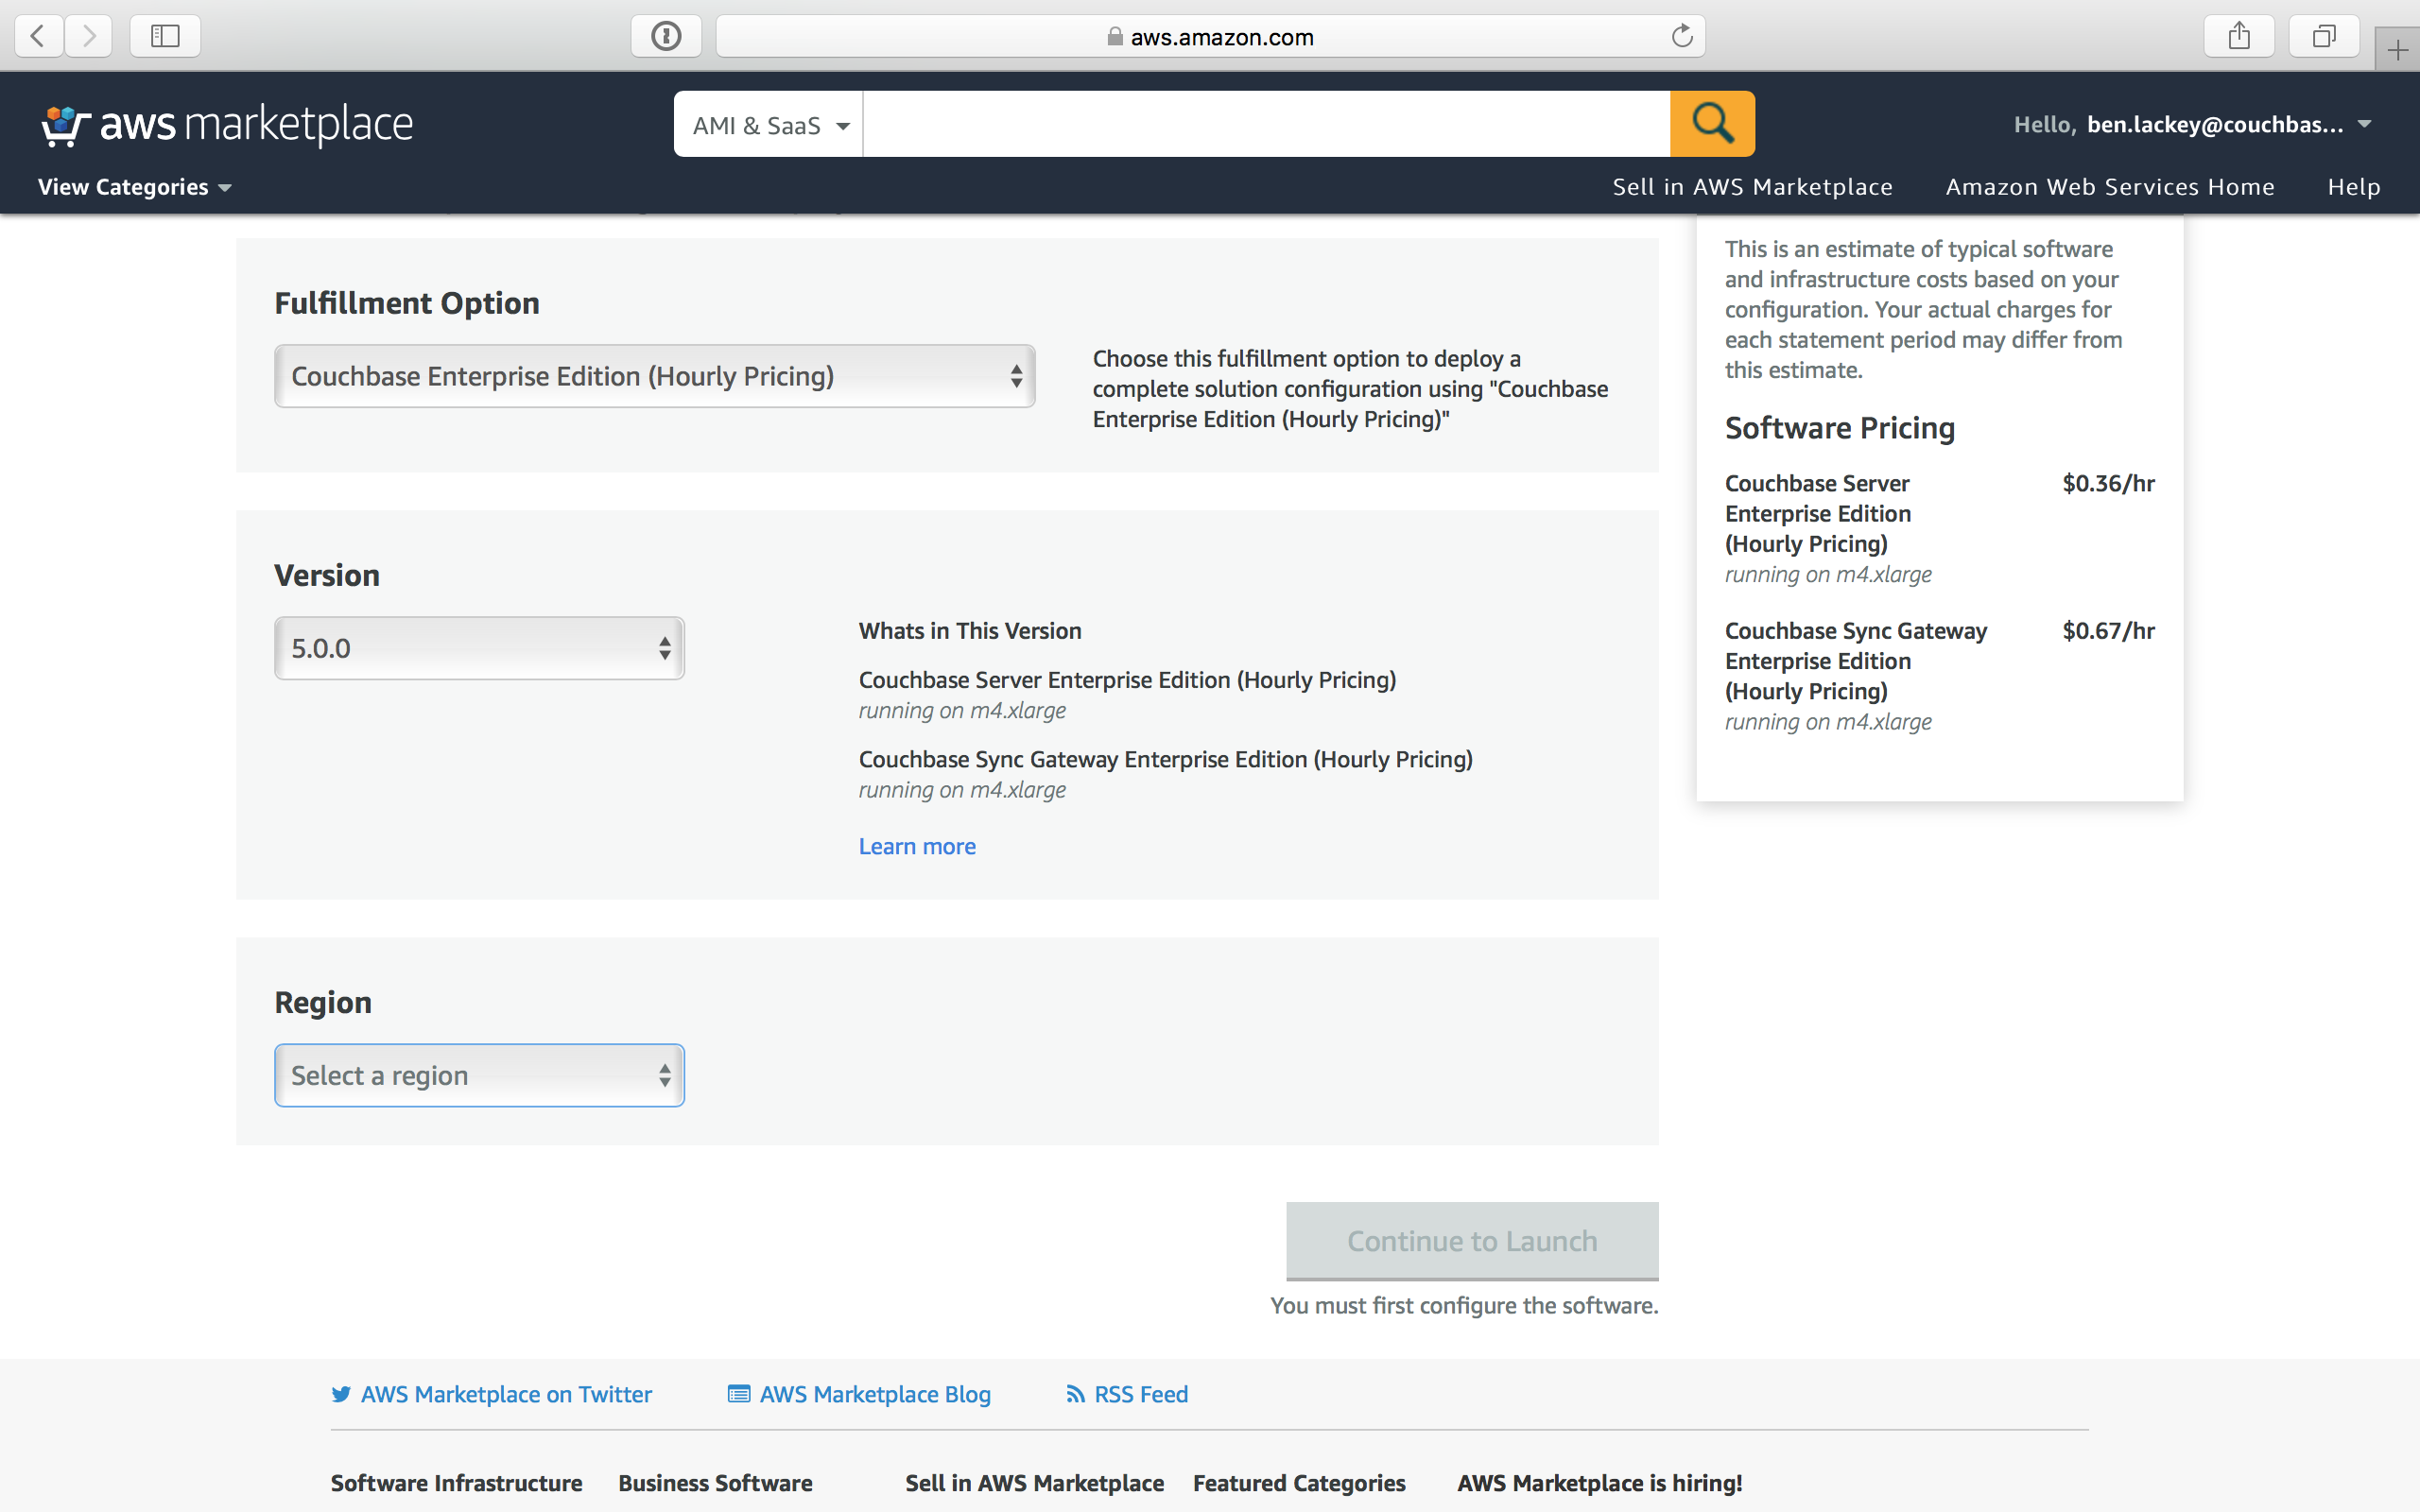 aws.amazon.com
aws marketplace
AMI & SaaS
Hello, ben.lackey@couchbas...
View Categories
Sell in AWS Marketplace
Amazon Web Services Home
Help
Fulfillment Option
Couchbase Enterprise Edition (Hourly Pricing)
Choose this fulfillment option to deploy a
complete solution configuration using "Couchbase
Enterprise Edition (Hourly Pricing)"
Version
5.0.0
Whats in This Version
Couchbase Server Enterprise Edition (Hourly Pricing)
running on m4.xlarge
Couchbase Sync Gateway Enterprise Edition (Hourly Pricing)
running on m4.xlarge
Learn more
Region
Select a region
Continue to Launch
You must first configure the software.
This is an estimate of typical software
and infrastructure costs based on your
configuration. Your actual charges for
each statement period may differ from
this estimate.
Software Pricing
Couchbase Server $0.36/hr
Enterprise Edition
(Hourly Pricing)
running on m4.xlarge
Couchbase Sync Gateway $0.67/hr
Enterprise Edition
(Hourly Pricing)
running on m4.xlarge
AWS Marketplace on Twitter
AWS Marketplace Blog
RSS Feed
Software Infrastructure
Business Software
Sell in AWS Marketplace
Featured Categories
AWS Marketplace is hiring!